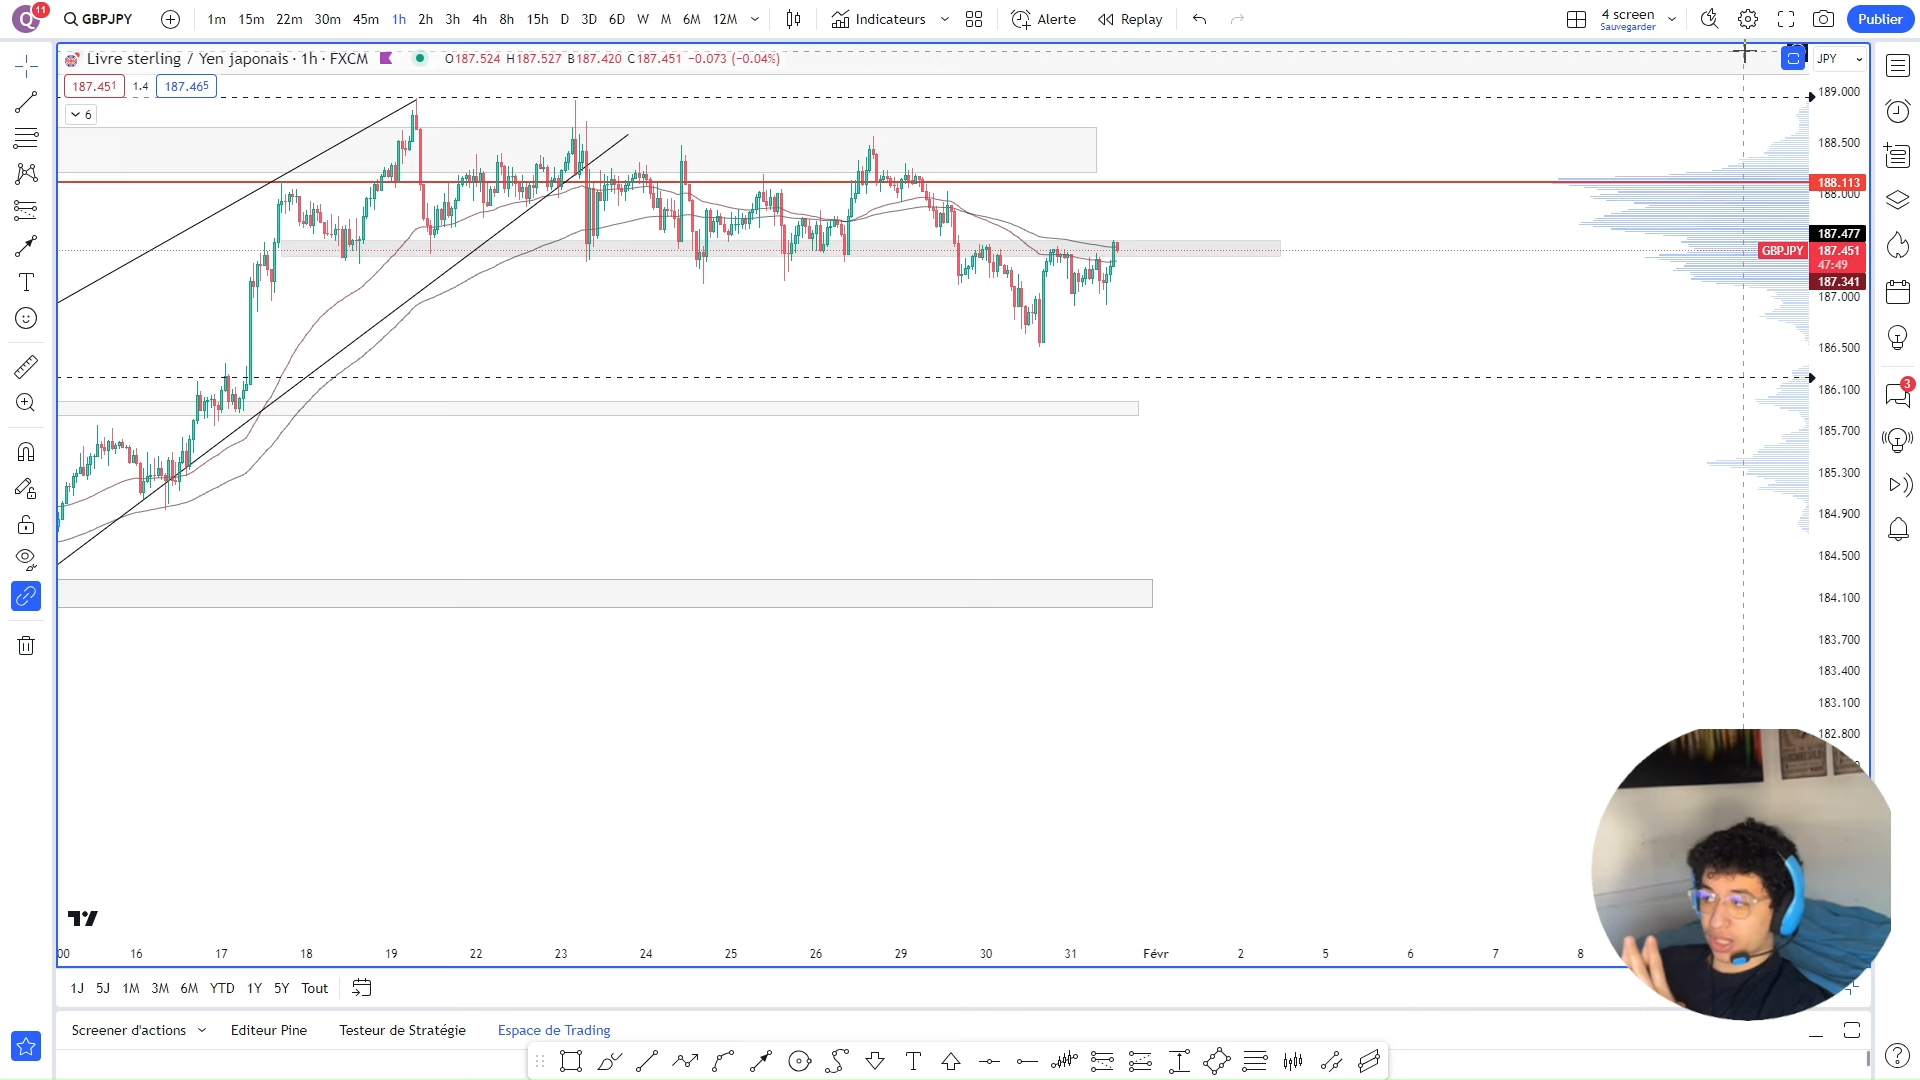 11
GBPJPY
1m 15m 22m 30m 45m 1h 2h 3h 4h 8h 15h D 3D 6D W M 6M 12M
Indicateurs
Alerte
Replay
4 screen
Sauvegarder
Publier
Livre sterling / Yen japonais · 1h · FXCM
O187.524 H187.527 B187.420 C187.451 −0.073 (−0.04%)
JPY
187.451 1.4 187.465
6
189.000
188.500
188.113
188.000
187.477
GBPJPY 187.451
47:49
187.341
187.000
186.500
186.100
185.700
185.300
184.900
184.500
184.100
183.700
183.400
183.100
182.800
3
00 16 17 18 19 22 23 24 25 26 29 30 31 Févr 2 5 6 7 8
1J 5J 1M 3M 6M YTD 1Y 5Y Tout
Screener d'actions
Editeur Pine
Testeur de Stratégie
Espace de Trading